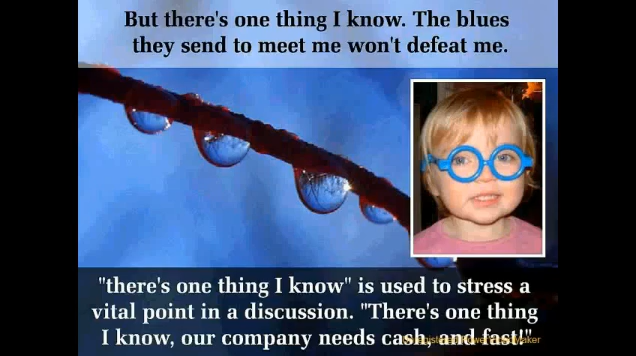 But there's one thing I know. The blues
they send to meet me won't defeat me.
"there's one thing I know" is used to stress a
vital point in a discussion. "There's one thing
I know, our company needs cash, and fast!"